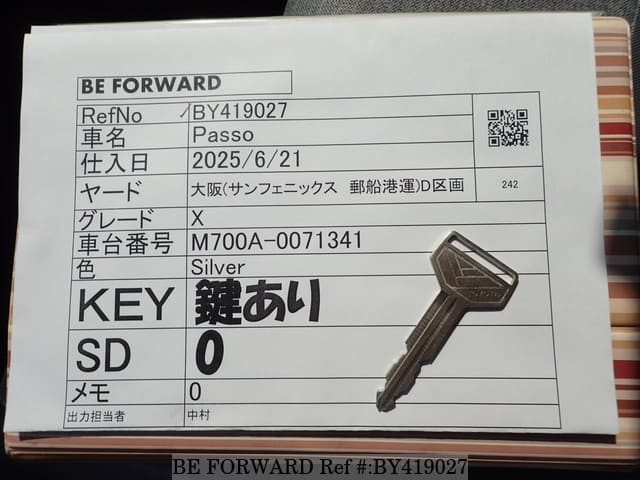 BE FORWARD
RefNo BY419027
車名 Passo
仕入日 2025/6/21
ヤード 大阪(サンフェニックス 郵船港運)D区画 242
グレード X
車台番号 M700A-0071341
色 Silver
KEY 鍵あり
SD 0
メモ 0
出力担当者 中村
TOYOTA
BE FORWARD Ref #:BY419027